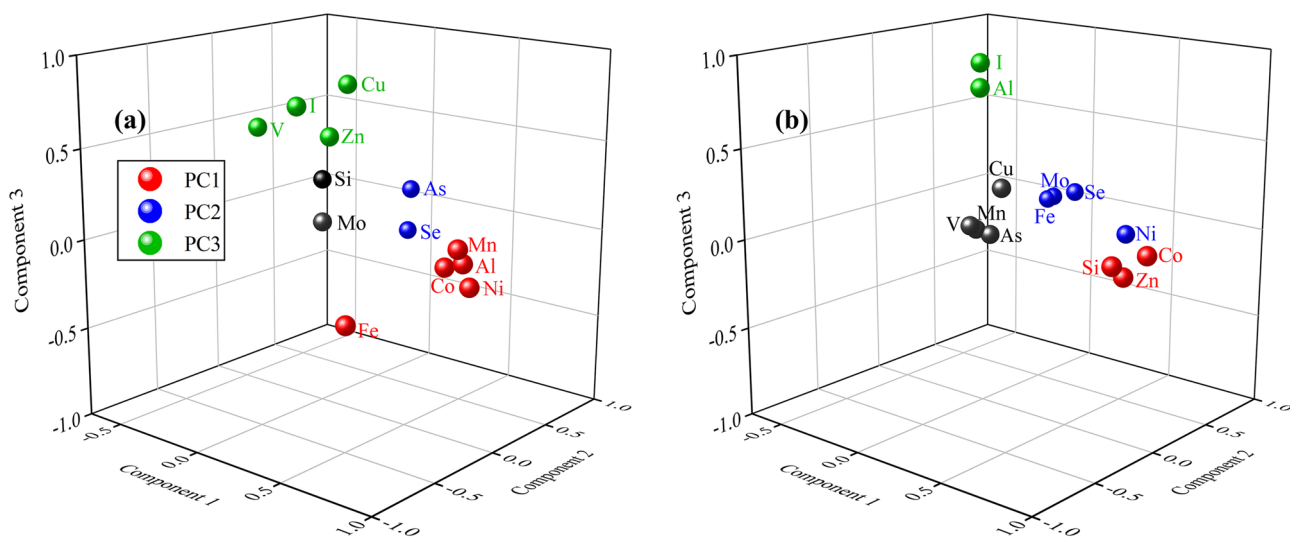 (a)
1.0
0.5
0.0
-0.5
-1.0
Component 3
PC1
PC2
PC3
Cu
I
V
Zn
Si
As
Mo
Se
Mn
Al
Co
Ni
Fe
-0.5
0.0
0.5
1.0
Component 1
-1.0
-0.5
0.0
0.5
1.0
Component 2
(b)
1.0
0.5
0.0
-0.5
-1.0
Component 3
I
Al
Cu
Mo
Se
Fe
V
Mn
As
Ni
Co
Si
Zn
-0.5
0.0
0.5
1.0
Component 1
-1.0
-0.5
0.0
0.5
1.0
Component 2